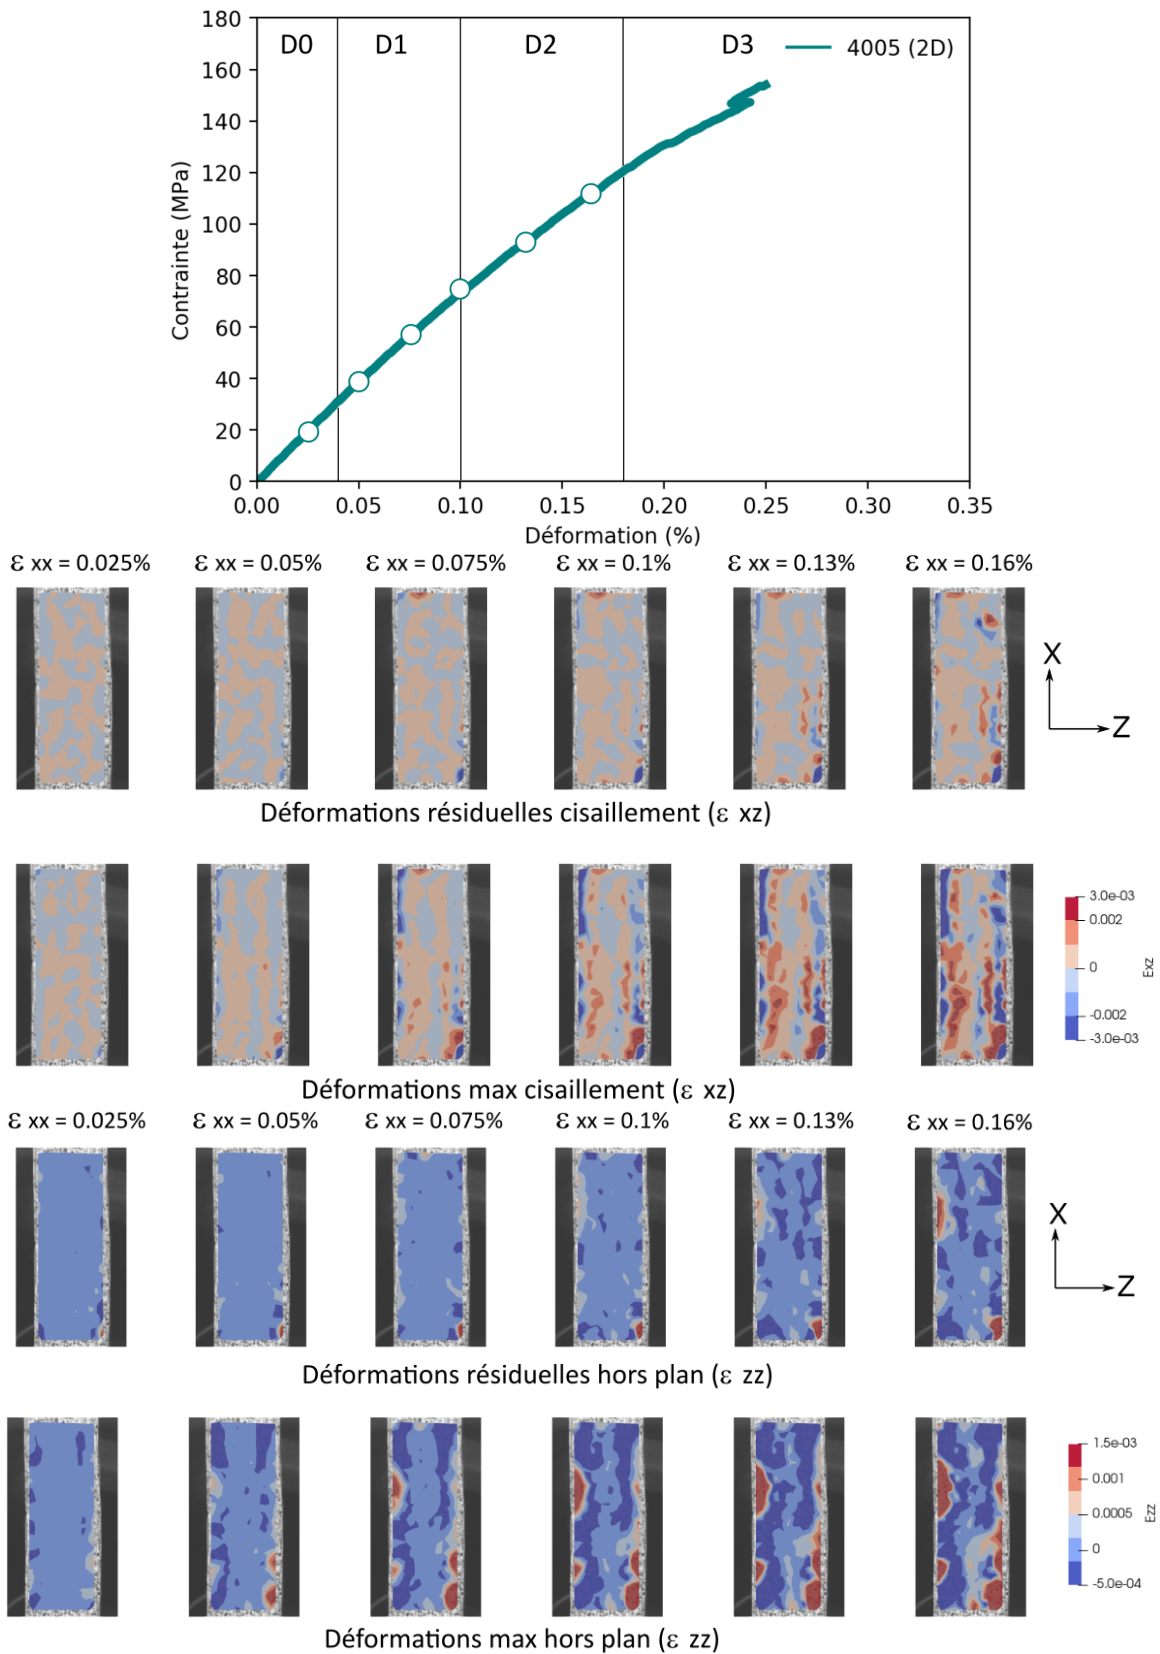 180
D0 D1 D2 D3 4005 (2D)
160
140
120
100
80
60
40
20
0
Contrainte (MPa)
0.00 0.05 0.10 0.15 0.20 0.25 0.30 0.35
Déformation (%)
ε xx = 0.025% ε xx = 0.05% ε xx = 0.075% ε xx = 0.1% ε xx = 0.13% ε xx = 0.16%
X
Z
Déformations résiduelles cisaillement (ε xz)
3.0e-03
0.002
0
-0.002
-3.0e-03
Exz
Déformations max cisaillement (ε xz)
ε xx = 0.025% ε xx = 0.05% ε xx = 0.075% ε xx = 0.1% ε xx = 0.13% ε xx = 0.16%
X
Z
Déformations résiduelles hors plan (ε zz)
1.5e-03
0.001
0.0005
0
-5.0e-04
Ezz
Déformations max hors plan (ε zz)